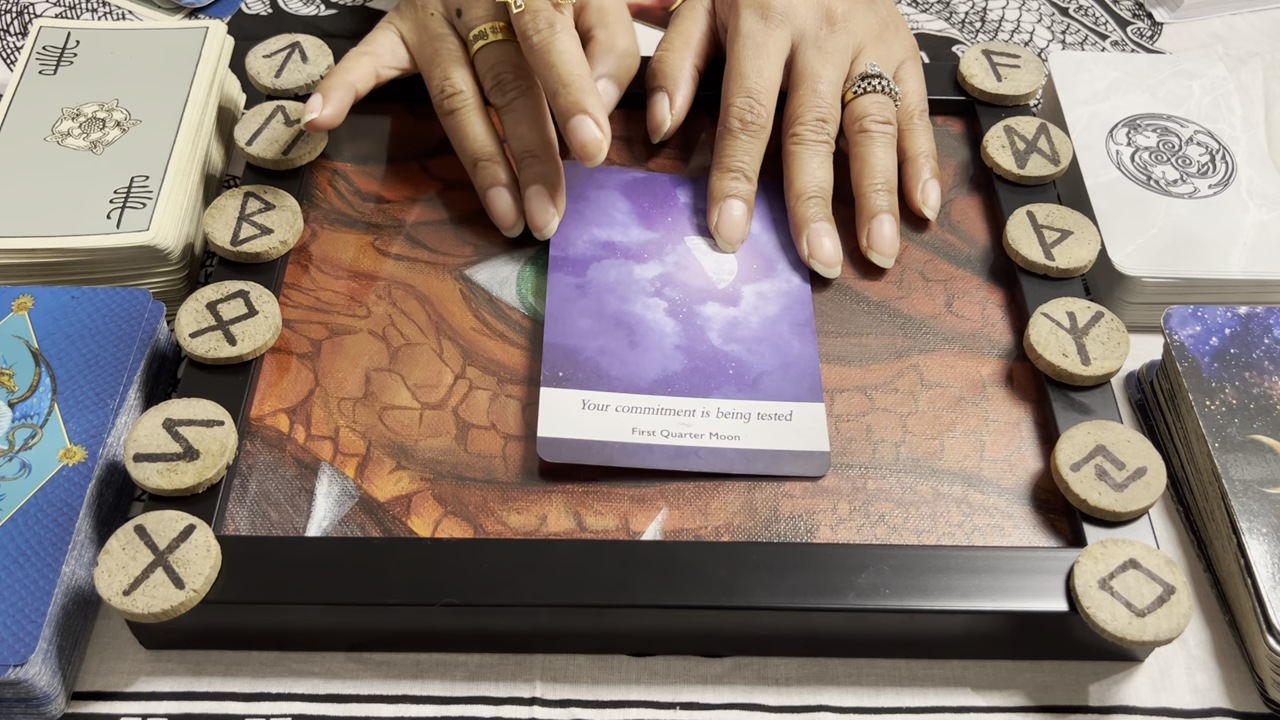 ᛏ
ᛖ
ᛒ
ᛟ
ᛊ
ᚷ
ᚨ
ᛞ
ᚦ
ᛉ
ᛃ
ᛜ
Your commitment is being tested
First Quarter Moon